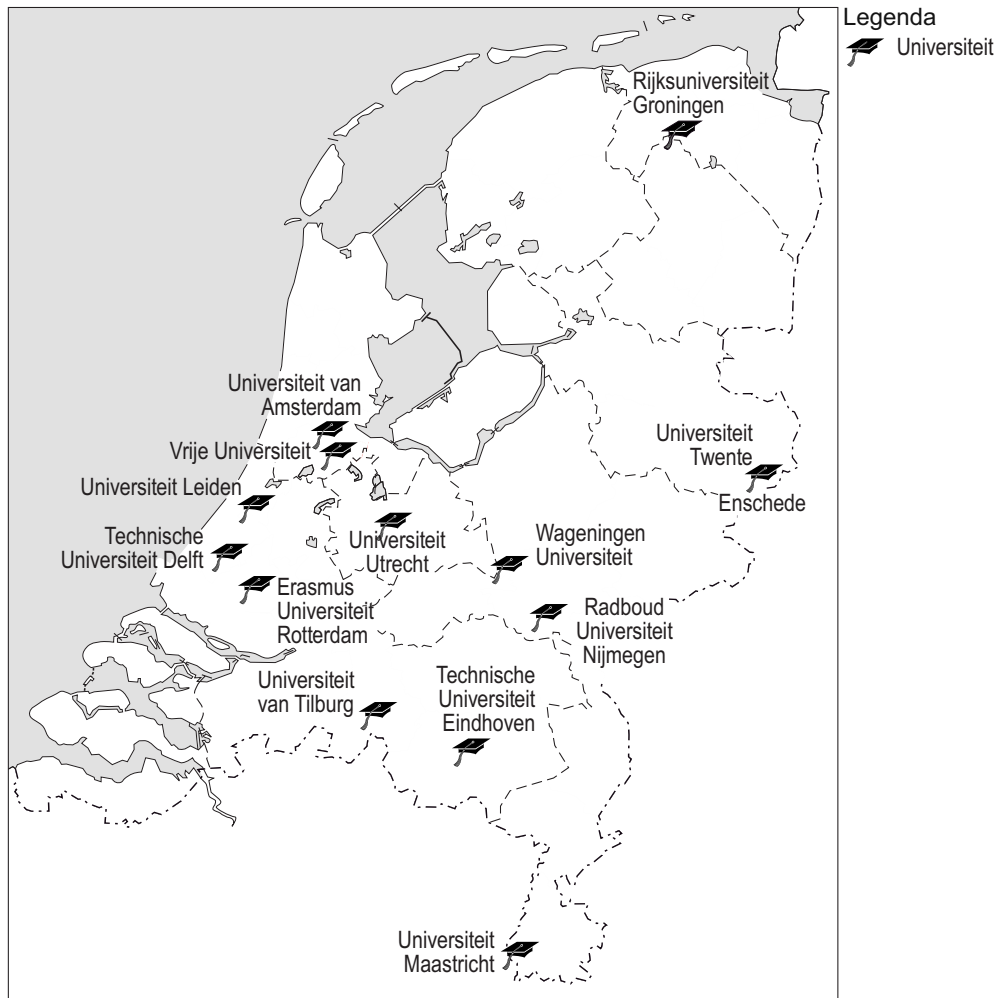 Legenda
Universiteit
Rijksuniversiteit
Groningen
Universiteit van
Amsterdam
Vrije Universiteit
Universiteit Leiden
Technische
Universiteit Delft
Erasmus
Universiteit
Rotterdam
Universiteit
Utrecht
Universiteit
Twente
Enschede
Wageningen
Universiteit
Radboud
Universiteit
Nijmegen
Universiteit
van Tilburg
Technische
Universiteit
Eindhoven
Universiteit
Maastricht